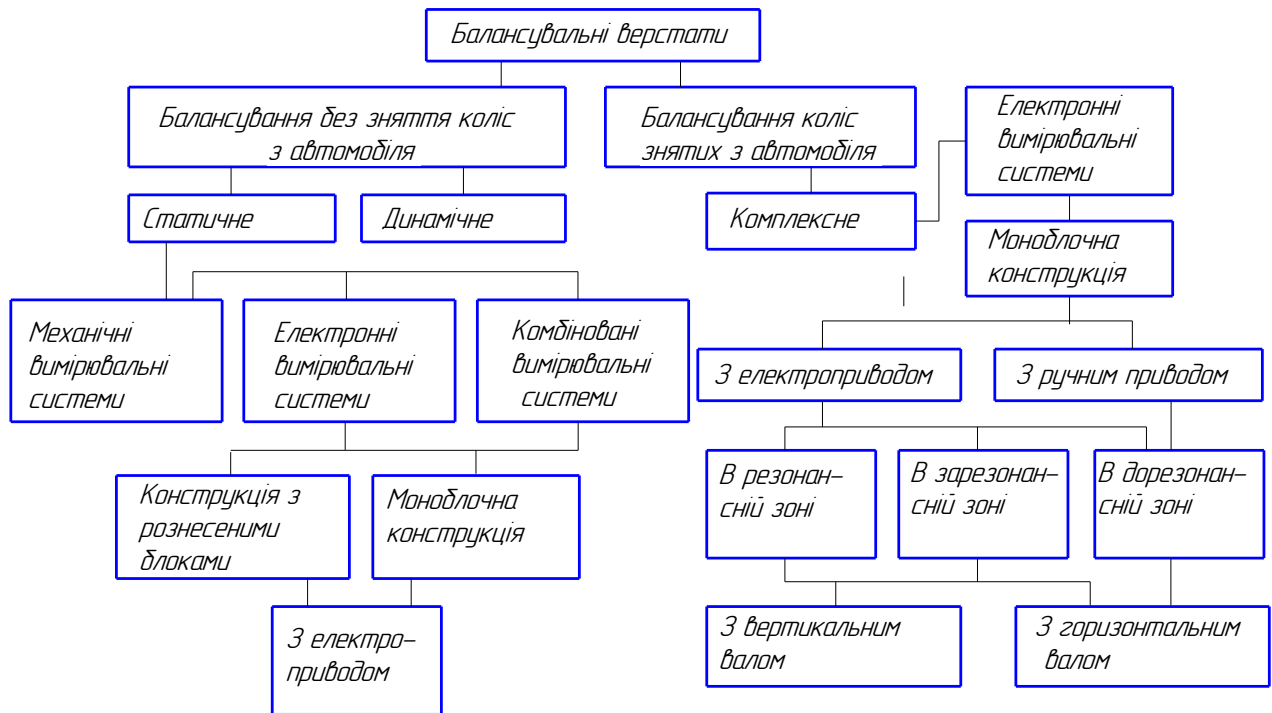 Балансувальні верстати
Балансування без зняття коліс
з автомобіля
Балансування коліс
знятих з автомобіля
Електронні
вимірювальні
системи
Статичне
Динамічне
Комплексне
Моноблочна
конструкція
Механічні
вимірювальні
системи
Електронні
вимірювальні
системи
Комбіновані
вимірювальні
системи
З електроприводом
З ручним приводом
Конструкція з
рознесеними
блоками
Моноблочна
конструкція
В резонан-
сній зоні
В зарезонан-
сній зоні
В дорезонан-
сній зоні
З електро-
приводом
З вертикальним
валом
З горизонтальним
валом